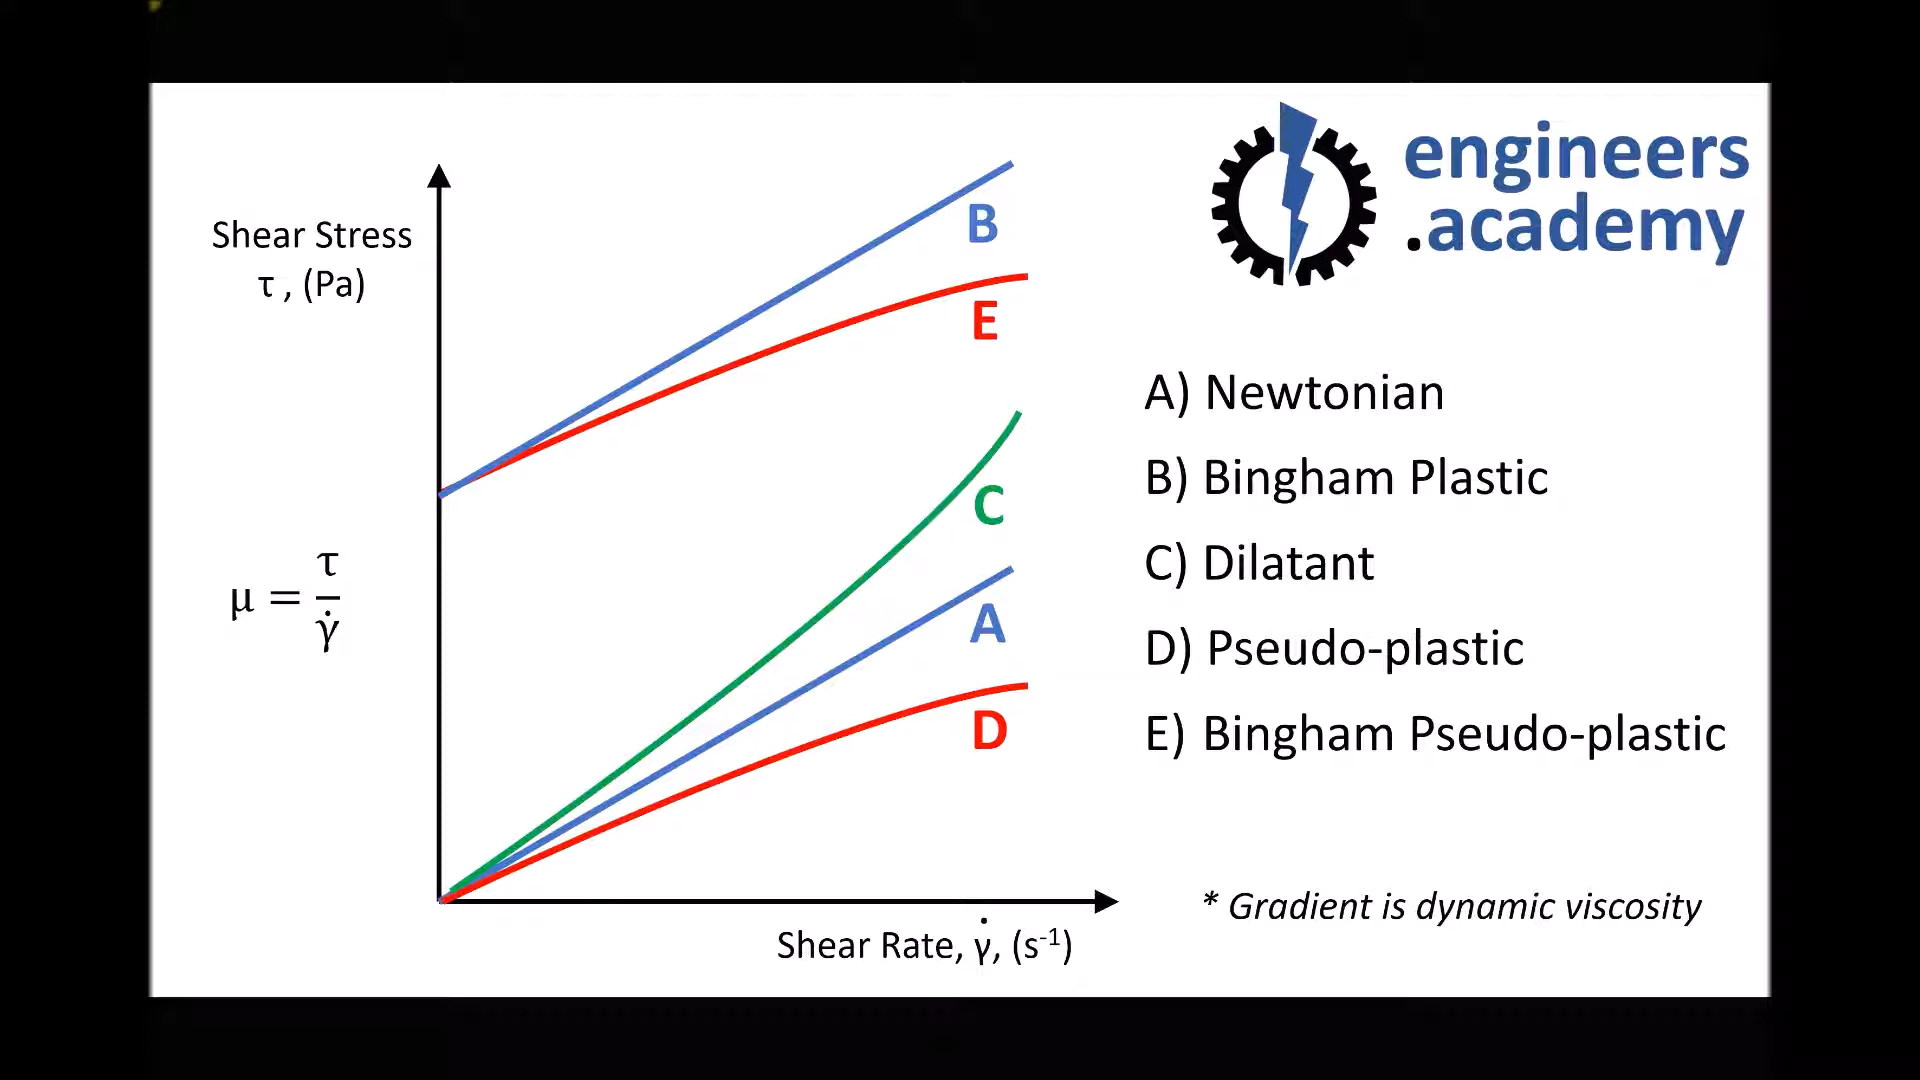 engineers
.academy
Shear Stress
τ , (Pa)
B
E
C
A
D
μ = τ / γ̇
A) Newtonian
B) Bingham Plastic
C) Dilatant
D) Pseudo-plastic
E) Bingham Pseudo-plastic
* Gradient is dynamic viscosity
Shear Rate, γ̇, (s⁻¹)